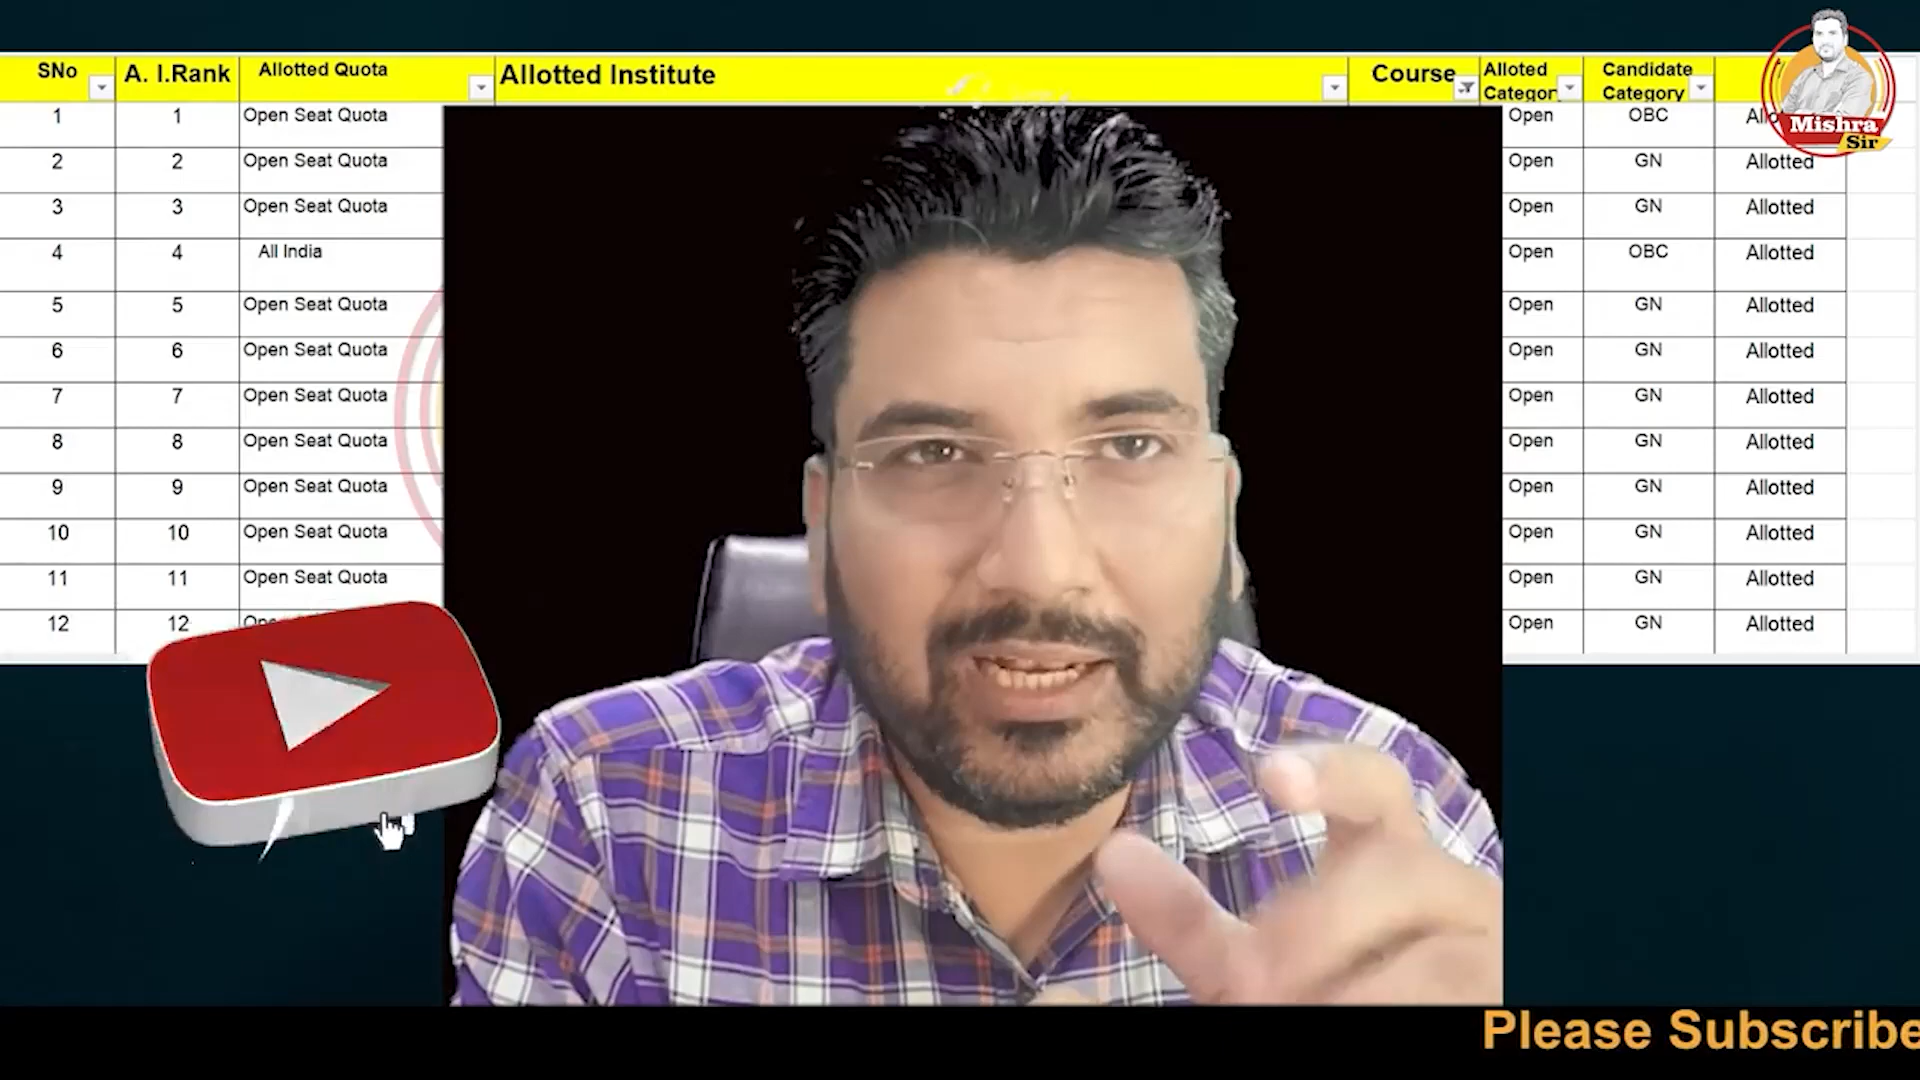 SNo A. I.Rank Allotted Quota Allotted Institute Course Alloted Categor Candidate Category
1 1 Open Seat Quota Open OBC Allo
2 2 Open Seat Quota Open GN Allotted
3 3 Open Seat Quota Open GN Allotted
4 4 All India Open OBC Allotted
5 5 Open Seat Quota Open GN Allotted
6 6 Open Seat Quota Open GN Allotted
7 7 Open Seat Quota Open GN Allotted
8 8 Open Seat Quota Open GN Allotted
9 9 Open Seat Quota Open GN Allotted
10 10 Open Seat Quota Open GN Allotted
11 11 Open Seat Quota Open GN Allotted
12 12 Open GN Allotted
Mishra
Sir
Please Subscribe